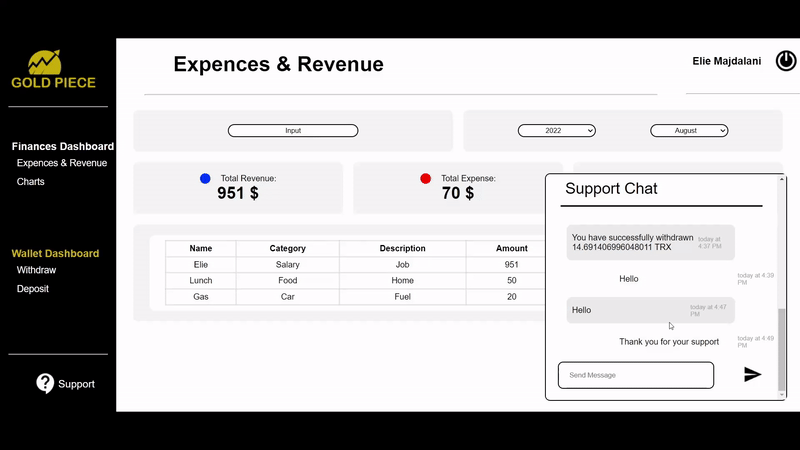 GOLD PIECE
Finances Dashboard
Expences & Revenue
Charts
Wallet Dashboard
Withdraw
Deposit
Support
Expences & Revenue
Elie Majdalani
Input
2022
August
Total Revenue:
951 $
Total Expense:
70 $
Name Category Description Amount
Elie Salary Job 951
Lunch Food Home 50
Gas Car Fuel 20
Support Chat
You have successfully withdrawn
14.691406996048011 TRX
today at
4:37 PM
Hello
today at 4:39
PM
Hello
today at 4:47
PM
Thank you for your support
today at 4:49
PM
Send Message